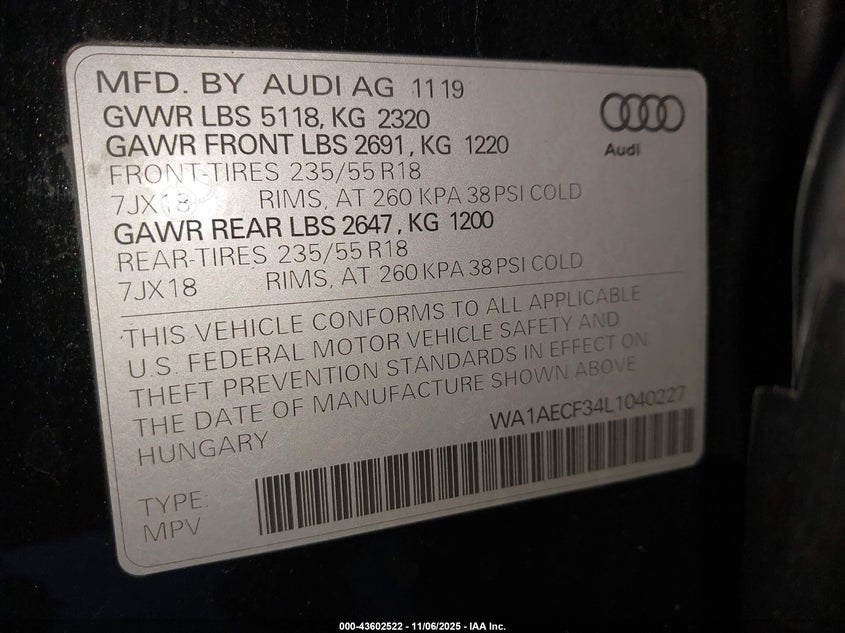 MFD. BY AUDI AG 11 19
GVWR LBS 5118, KG 2320
GAWR FRONT LBS 2691, KG 1220
FRONT-TIRES 235/55 R18
7JX18 RIMS, AT 260 KPA 38 PSI COLD
GAWR REAR LBS 2647, KG 1200
REAR-TIRES 235/55 R18
7JX18 RIMS, AT 260 KPA 38 PSI COLD
Audi
THIS VEHICLE CONFORMS TO ALL APPLICABLE
U.S. FEDERAL MOTOR VEHICLE SAFETY AND
THEFT PREVENTION STANDARDS IN EFFECT ON
THE DATE OF MANUFACTURE SHOWN ABOVE
HUNGARY WA1AECF34L1040227
TYPE:
MPV
000-43602522 - 11/06/2025 - IAA Inc.